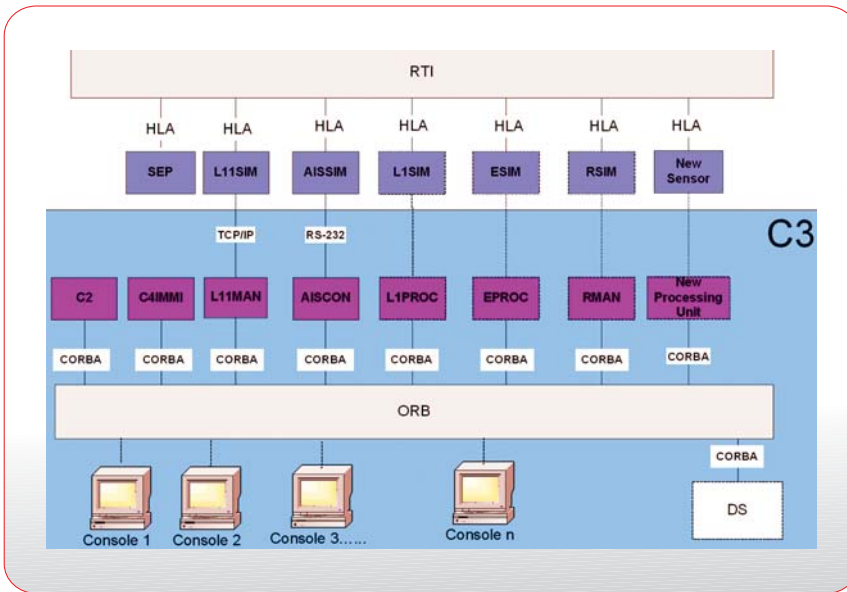 RTI
HLA HLA HLA HLA HLA HLA HLA
SEP L11SIM AISSIM L1SIM ESIM RSIM New
Sensor
C3
TCP/IP RS-232
C2 C4IMMI L11MAN AISCON L1PROC EPROC RMAN New
Processing
Unit
CORBA CORBA CORBA CORBA CORBA CORBA CORBA CORBA
ORB
CORBA
DS
Console 1 Console 2 Console 3...... Console n